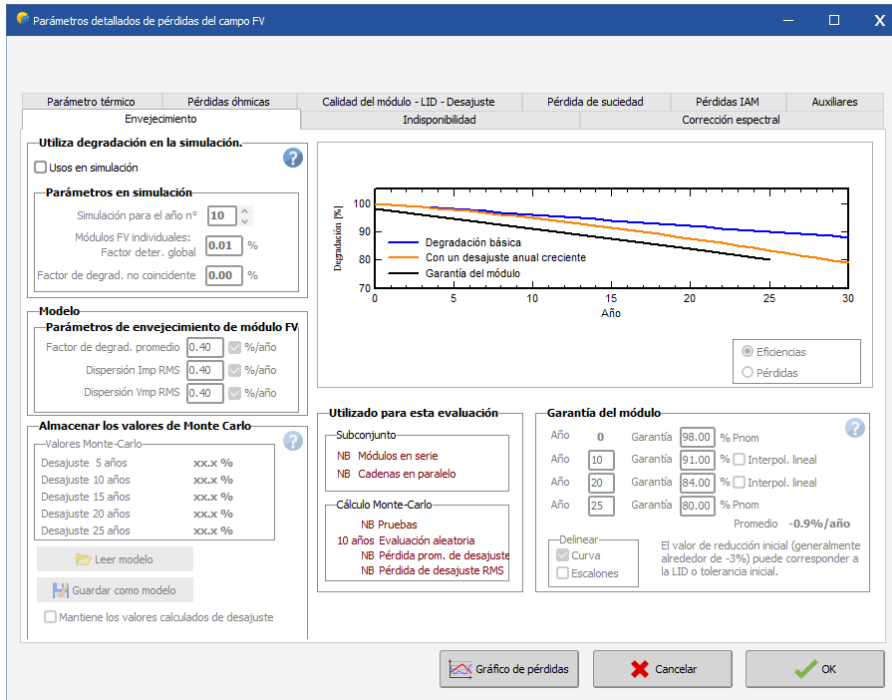 Parámetros detallados de pérdidas del campo FV
Parámetro térmico
Pérdidas óhmicas
Calidad del módulo - LID - Desajuste
Pérdida de suciedad
Pérdidas IAM
Auxiliares
Envejecimiento
Indisponibilidad
Corrección espectral
Utiliza degradación en la simulación.
Usos en simulación
?
Parámetros en simulación
Simulación para el año nº 10
Módulos FV individuales:
Factor deter. global 0.01 %
Factor de degrad. no coincidente 0.00 %
Modelo
Parámetros de envejecimiento de módulo FV
Factor de degrad. promedio 0.40 %/año
Dispersión Imp RMS 0.40 %/año
Dispersión Vmp RMS 0.40 %/año
Almacenar los valores de Monte Carlo
?
Valores Monte-Carlo
Desajuste 5 años xx.x %
Desajuste 10 años xx.x %
Desajuste 15 años xx.x %
Desajuste 20 años xx.x %
Desajuste 25 años xx.x %
Leer modelo
Guardar como modelo
Mantiene los valores calculados de desajuste
Degradación [%]
100
90
80
70
Degradación básica
Con un desajuste anual creciente
Garantía del módulo
0 5 10 15 20 25 30
Año
Eficiencias
Pérdidas
Utilizado para esta evaluación
Subconjunto
NB Módulos en serie
NB Cadenas en paralelo
Cálculo Monte-Carlo
NB Pruebas
10 años Evaluación aleatoria
NB Pérdida prom. de desajuste
NB Pérdida de desajuste RMS
Garantía del módulo
?
Año 0 Garantía 98.00 % Pnom
Año 10 Garantía 91.00 % Interpol. lineal
Año 20 Garantía 84.00 % Interpol. lineal
Año 25 Garantía 80.00 % Pnom
Promedio -0.9%/año
Delinear
Curva
Escalones
El valor de reducción inicial (generalmente
alrededor de -3%) puede corresponder a
la LID o tolerancia inicial.
Gráfico de pérdidas
Cancelar
OK